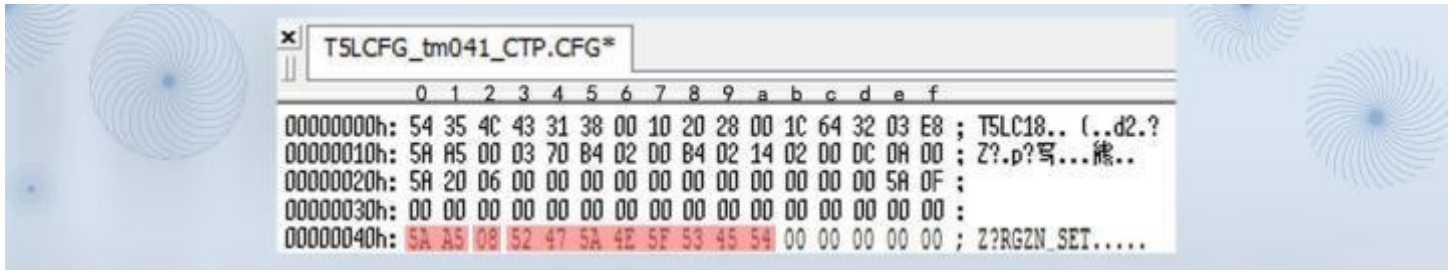 T5LCFG_tm041_CTP.CFG*
0 1 2 3 4 5 6 7 8 9 a b c d e f
00000000h: 54 35 4C 43 31 38 00 10 20 28 00 1C 64 32 03 E8 ; T5LC18.. (..d2.?
00000010h: 5A A5 00 03 70 B4 02 00 B4 02 14 02 00 DC 0A 00 ; Z?.p?写... ..
00000020h: 5A 20 06 00 00 00 00 00 00 00 00 00 00 00 5A 0F ;
00000030h: 00 00 00 00 00 00 00 00 00 00 00 00 00 00 00 00 ;
00000040h: 5A A5 08 52 47 5A 4E 5F 53 45 54 00 00 00 00 00 ; Z?RGZN_SET.....